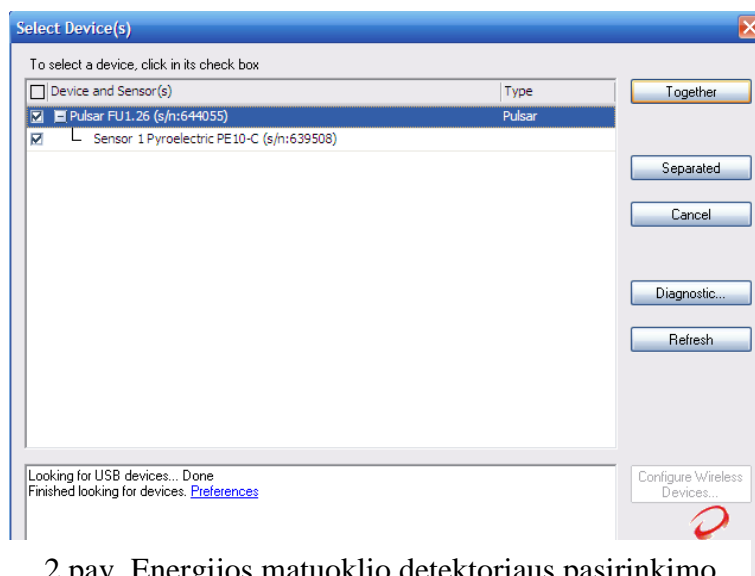 Select Device(s)
To select a device, click in its check box
Device and Sensor(s) Type
Pulsar FU1.26 (s/n:644055) Pulsar
Sensor 1 Pyroelectric PE10-C (s/n:639508)
Together
Separated
Cancel
Diagnostic...
Refresh
Looking for USB devices... Done
Finished looking for devices. Preferences
Configure Wireless
Devices...
2 pav. Energijos matuoklio detektoriaus pasirinkimo